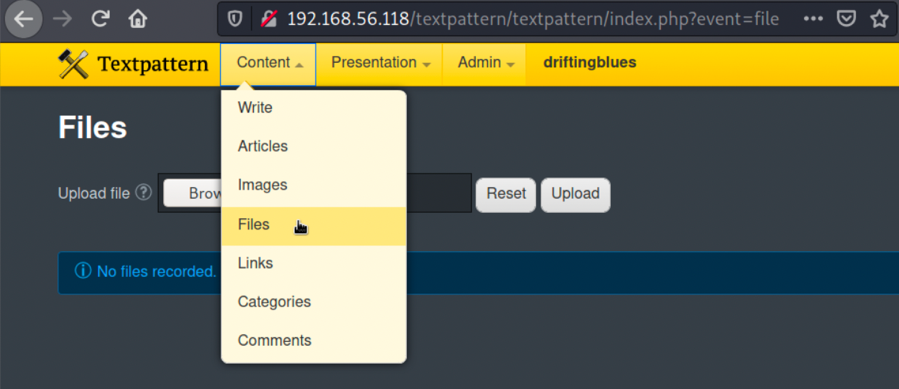 192.168.56.118/textpattern/textpattern/index.php?event=file
Textpattern Content Presentation Admin driftingblues
Write
Files
Articles
Images
Upload file ? Brow Reset Upload
Files
Links
No files recorded.
Categories
Comments